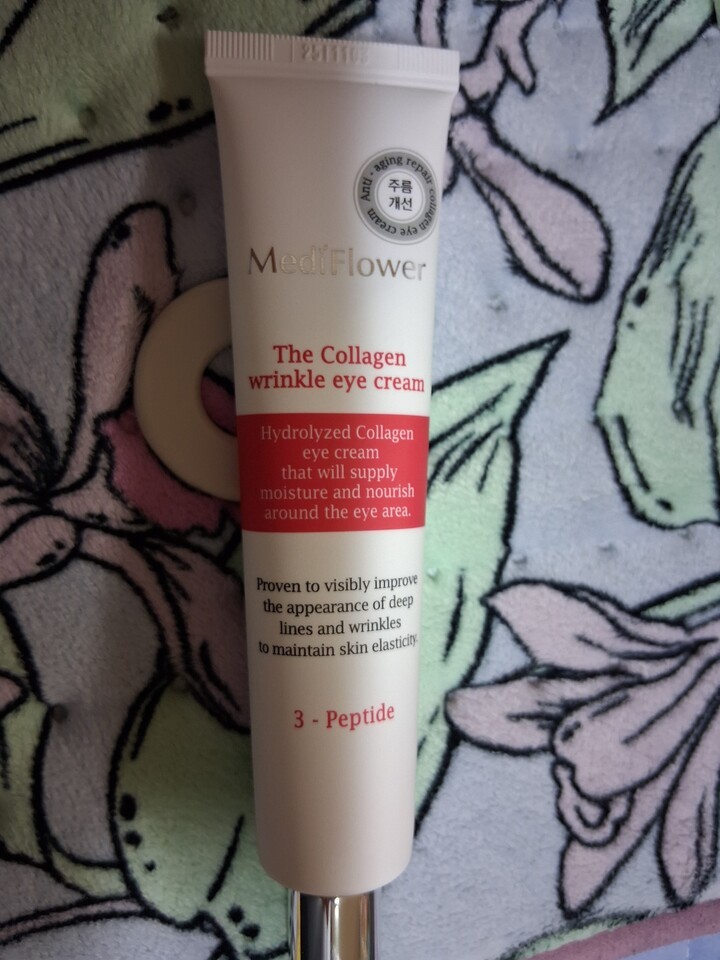 Anti - aging repair collagen eye cream
주름
개선
MediFlower
The Collagen
wrinkle eye cream
Hydrolyzed Collagen
eye cream
that will supply
moisture and nourish
around the eye area.
Proven to visibly improve
the appearance of deep
lines and wrinkles
to maintain skin elasticity.
3 - Peptide